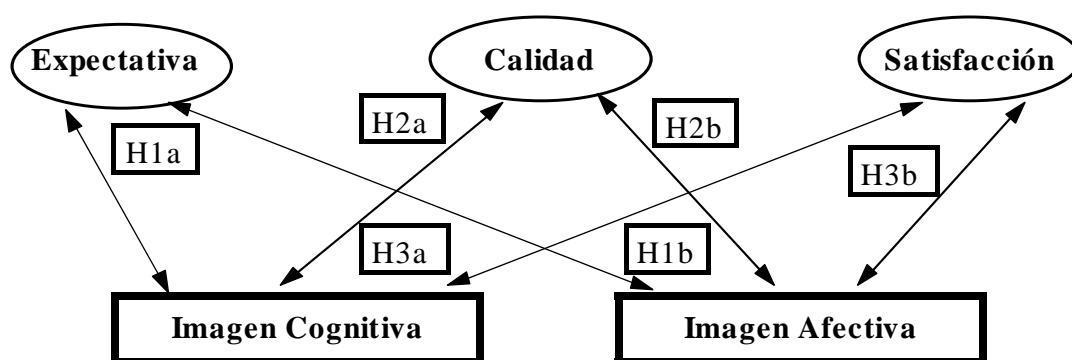 Expectativa
Calidad
Satisfacción
H1a
H2a
H2b
H3b
H3a
H1b
Imagen Cognitiva
Imagen Afectiva